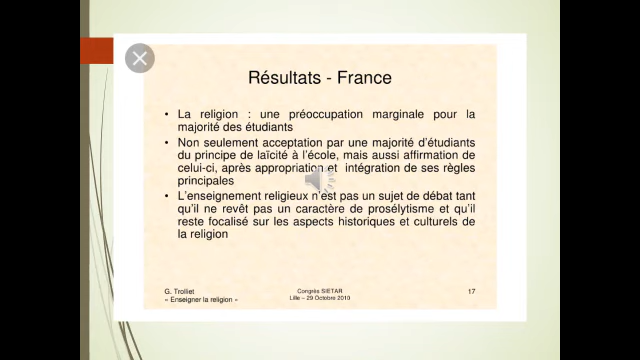 Résultats - France
• La religion : une préoccupation marginale pour la
majorité des étudiants
• Non seulement acceptation par une majorité d'étudiants
du principe de laïcité à l'école, mais aussi affirmation de
celui-ci, après appropriation et intégration de ses règles
principales
• L'enseignement religieux n'est pas un sujet de débat tant
qu'il ne revêt pas un caractère de prosélytisme et qu'il
reste focalisé sur les aspects historiques et culturels de
la religion
G. Trolliet
« Enseigner la religion »
Congrès SIETAR
Lille – 29 Octobre 2010
17